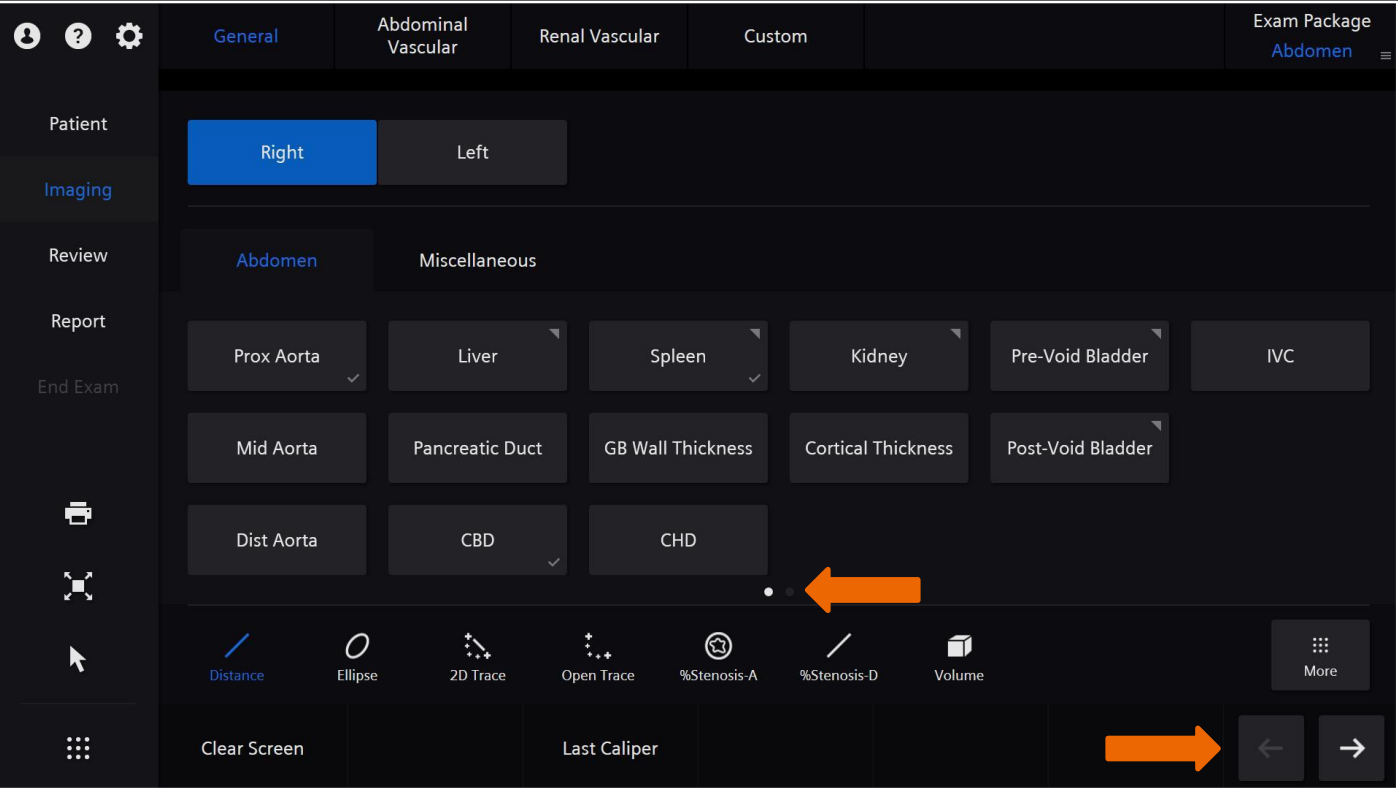 General
Abdominal
Vascular
Renal Vascular
Custom
Exam Package
Abdomen
Patient
Imaging
Review
Report
End Exam
Right
Left
Abdomen
Miscellaneous
Prox Aorta
Liver
Spleen
Kidney
Pre-Void Bladder
IVC
Mid Aorta
Pancreatic Duct
GB Wall Thickness
Cortical Thickness
Post-Void Bladder
Dist Aorta
CBD
CHD
Distance
Ellipse
2D Trace
Open Trace
%Stenosis-A
%Stenosis-D
Volume
More
Clear Screen
Last Caliper